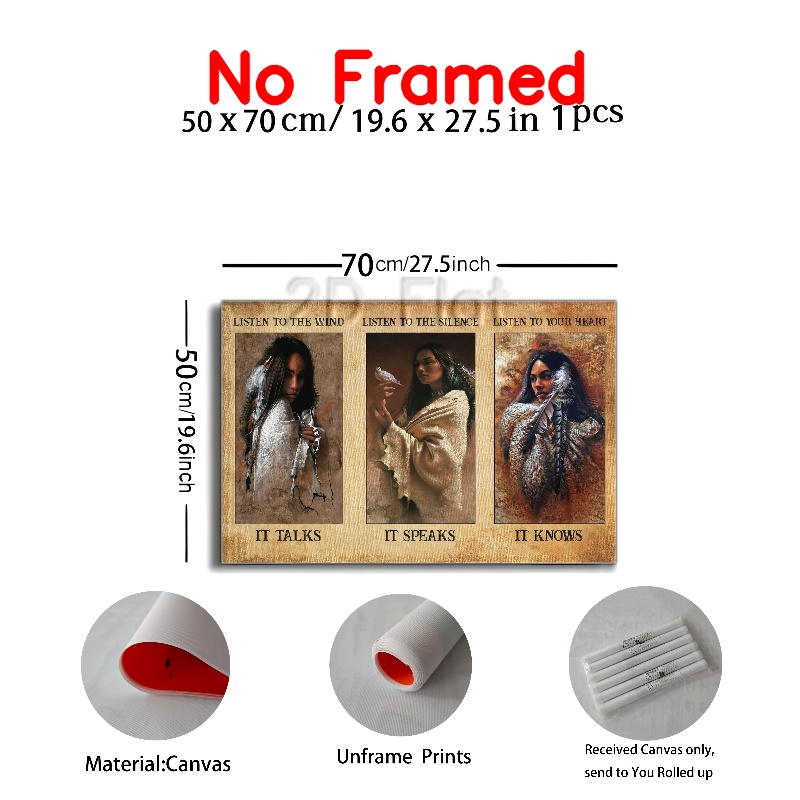 No Framed
50 x 70 cm/ 19.6 x 27.5 in 1pcs
70cm/27.5inch
2D Flat
50cm/19.6inch
LISTEN TO THE WIND
LISTEN TO THE SILENCE
LISTEN TO YOUR HEART
IT TALKS
IT SPEAKS
IT KNOWS
Material:Canvas
Unframe Prints
Received Canvas only,
send to You Rolled up